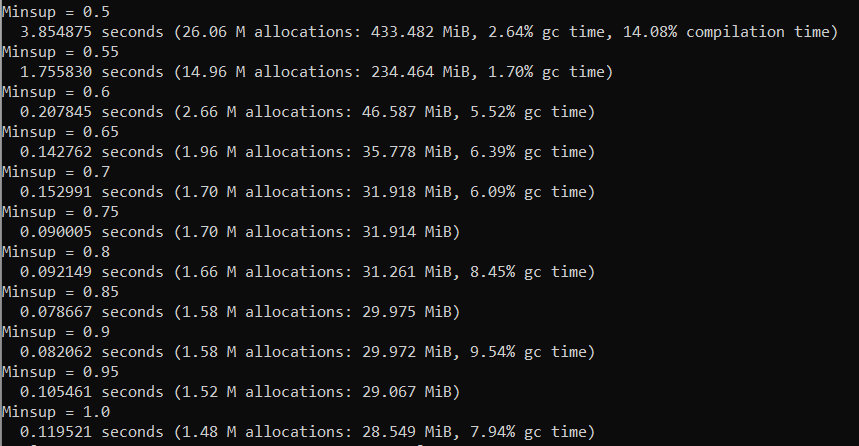 Minsup = 0.5
3.854875 seconds (26.06 M allocations: 433.482 MiB, 2.64% gc time, 14.08% compilation time)
Minsup = 0.55
1.755830 seconds (14.96 M allocations: 234.464 MiB, 1.70% gc time)
Minsup = 0.6
0.207845 seconds (2.66 M allocations: 46.587 MiB, 5.52% gc time)
Minsup = 0.65
0.142762 seconds (1.96 M allocations: 35.778 MiB, 6.39% gc time)
Minsup = 0.7
0.152991 seconds (1.70 M allocations: 31.918 MiB, 6.09% gc time)
Minsup = 0.75
0.090005 seconds (1.70 M allocations: 31.914 MiB)
Minsup = 0.8
0.092149 seconds (1.66 M allocations: 31.261 MiB, 8.45% gc time)
Minsup = 0.85
0.078667 seconds (1.58 M allocations: 29.975 MiB)
Minsup = 0.9
0.082062 seconds (1.58 M allocations: 29.972 MiB, 9.54% gc time)
Minsup = 0.95
0.105461 seconds (1.52 M allocations: 29.067 MiB)
Minsup = 1.0
0.119521 seconds (1.48 M allocations: 28.549 MiB, 7.94% gc time)